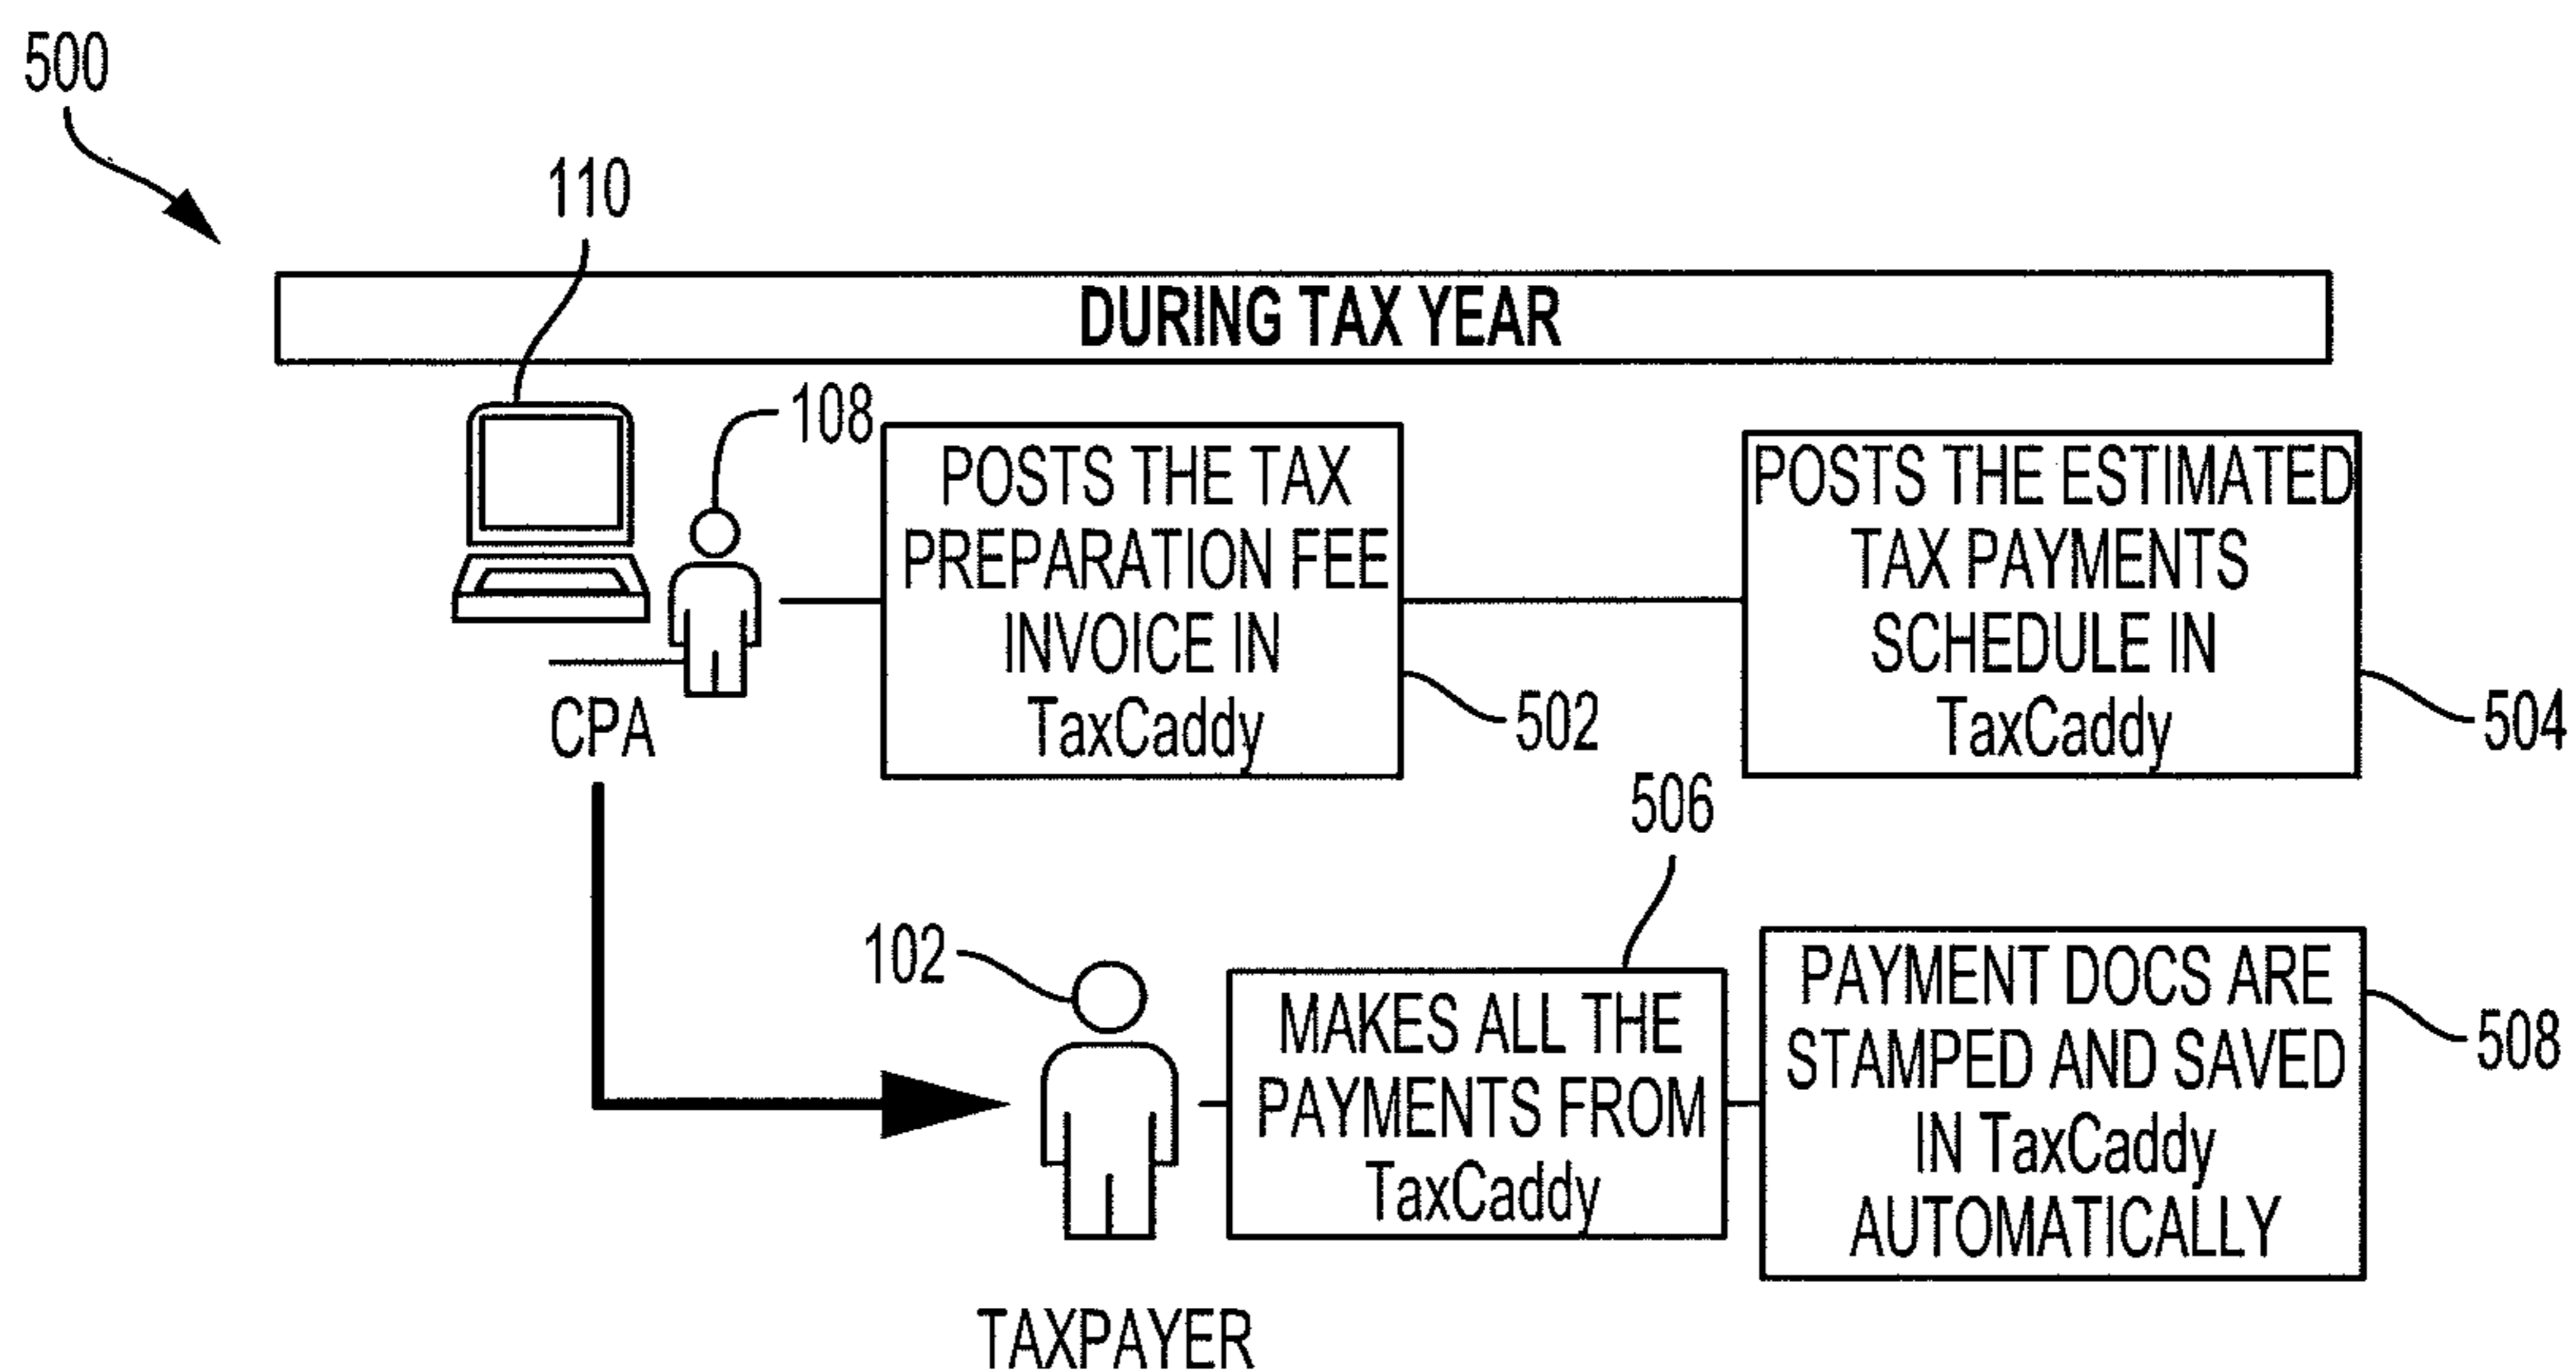 500
110
DURING TAX YEAR
108
POSTS THE TAX
PREPARATION FEE
INVOICE IN
TaxCaddy
502
POSTS THE ESTIMATED
TAX PAYMENTS
SCHEDULE IN
TaxCaddy
504
CPA
506
102
MAKES ALL THE
PAYMENTS FROM
TaxCaddy
PAYMENT DOCS ARE
STAMPED AND SAVED
IN TaxCaddy
AUTOMATICALLY
508
TAXPAYER